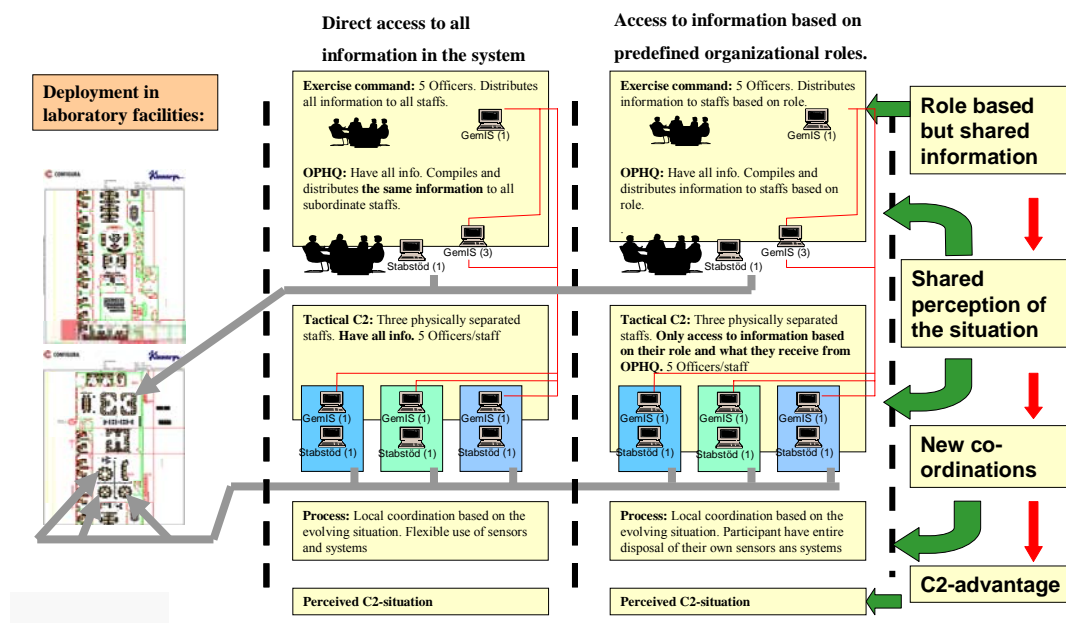 Direct access to all
information in the system
Access to information based on
predefined organizational roles.
Deployment in
laboratory facilities:
CONFIGURA
CONFIGURA
Exercise command: 5 Officers. Distributes
all information to all staffs.
GemIS (1)
OPHQ: Have all info. Compiles and
distributes the same information to all
subordinate staffs.
GemIS (3)
Stabstöd (1)
Tactical C2: Three physically separated
staffs. Have all info. 5 Officers/staff
GemIS (1)
GemIS (1)
GemIS (1)
Stabstöd (1)
Stabstöd (1)
Stabstöd (1)
Process: Local coordination based on the
evolving situation. Flexible use of sensors
and systems
Perceived C2-situation
Exercise command: 5 Officers. Distributes
information to staffs based on role.
GemIS (1)
OPHQ: Have all info. Compiles and
distributes information to staffs based on
role.
.
GemIS (3)
Stabstöd (1)
Tactical C2: Three physically separated
staffs. Only access to information based
on their role and what they receive from
OPHQ. 5 Officers/staff
GemIS (1)
GemIS (1)
GemIS (1)
Stabstöd (1)
Stabstöd (1)
Stabstöd (1)
Process: Local coordination based on the
evolving situation. Participant have entire
disposal of their own sensors ans systems
Perceived C2-situation
Role based
but shared
information
Shared
perception of
the situation
New co-
ordinations
C2-advantage